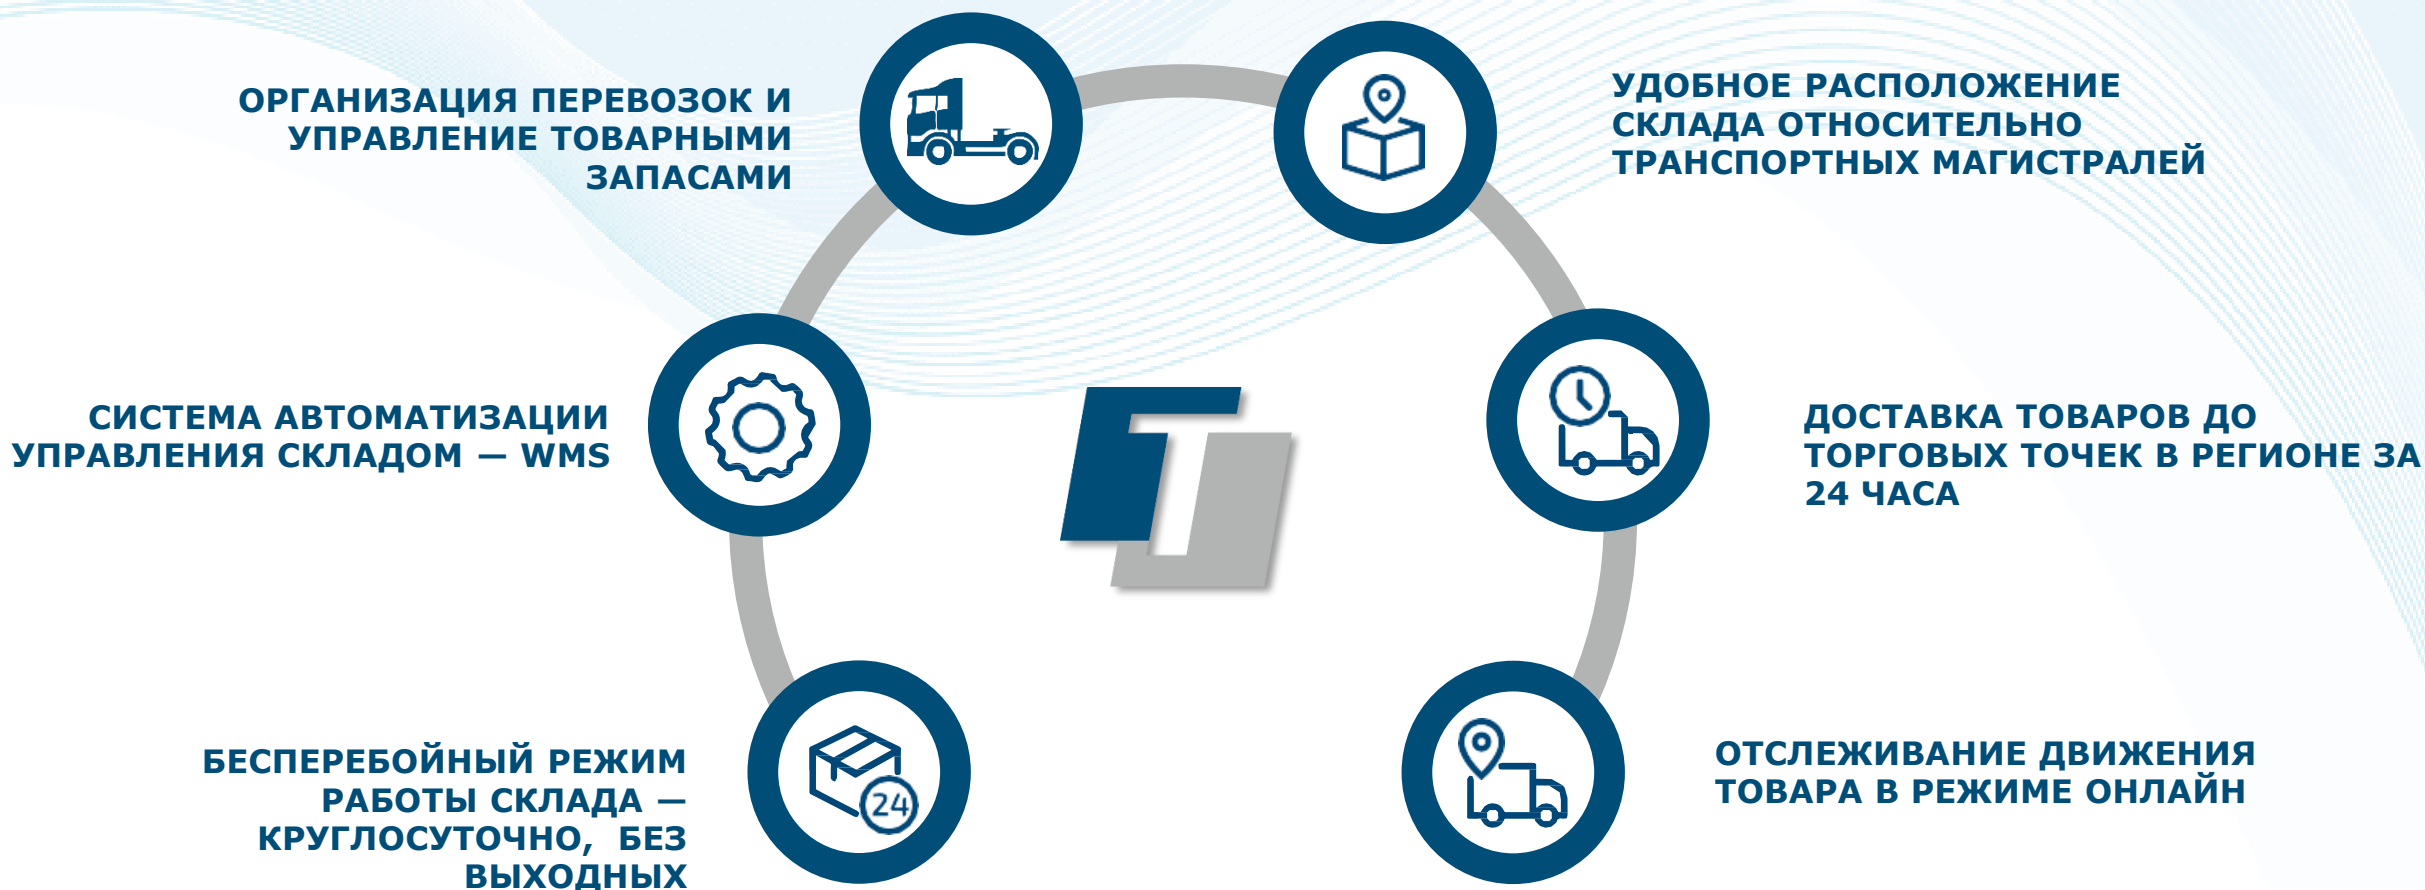 ОРГАНИЗАЦИЯ ПЕРЕВОЗОК И
УПРАВЛЕНИЕ ТОВАРНЫМИ
ЗАПАСАМИ
УДОБНОЕ РАСПОЛОЖЕНИЕ
СКЛАДА ОТНОСИТЕЛЬНО
ТРАНСПОРТНЫХ МАГИСТРАЛЕЙ
СИСТЕМА АВТОМАТИЗАЦИИ
УПРАВЛЕНИЯ СКЛАДОМ — WMS
ДОСТАВКА ТОВАРОВ ДО
ТОРГОВЫХ ТОЧЕК В РЕГИОНЕ ЗА
24 ЧАСА
БЕСПЕРЕБОЙНЫЙ РЕЖИМ
РАБОТЫ СКЛАДА —
КРУГЛОСУТОЧНО, БЕЗ
ВЫХОДНЫХ
24
ОТСЛЕЖИВАНИЕ ДВИЖЕНИЯ
ТОВАРА В РЕЖИМЕ ОНЛАЙН